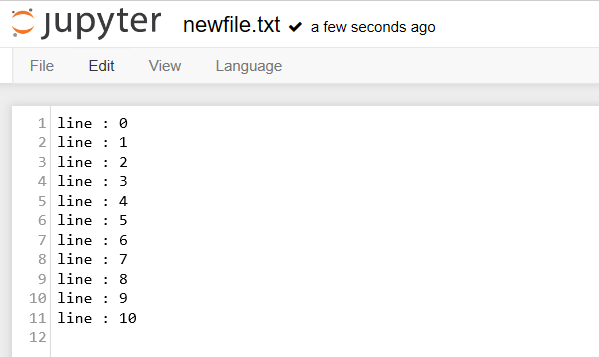 jupyter newfile.txt ✔ a few seconds ago
File Edit View Language
1 line : 0
2 line : 1
3 line : 2
4 line : 3
5 line : 4
6 line : 5
7 line : 6
8 line : 7
9 line : 8
10 line : 9
11 line : 10
12